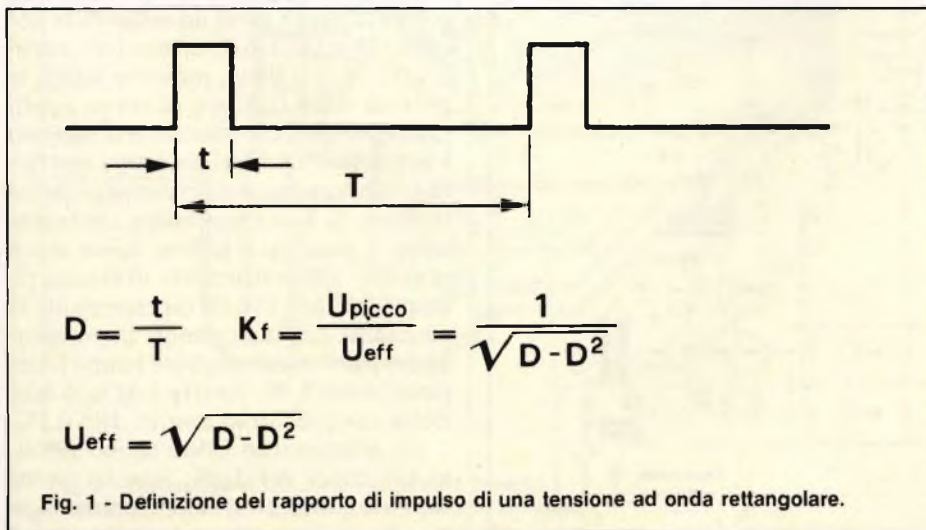 t
T
D = t/T   Kf = Upicco/Ueff = 1/√D-D²
Ueff = √D-D²
Fig. 1 - Definizione del rapporto di impulso di una tensione ad onda rettangolare.